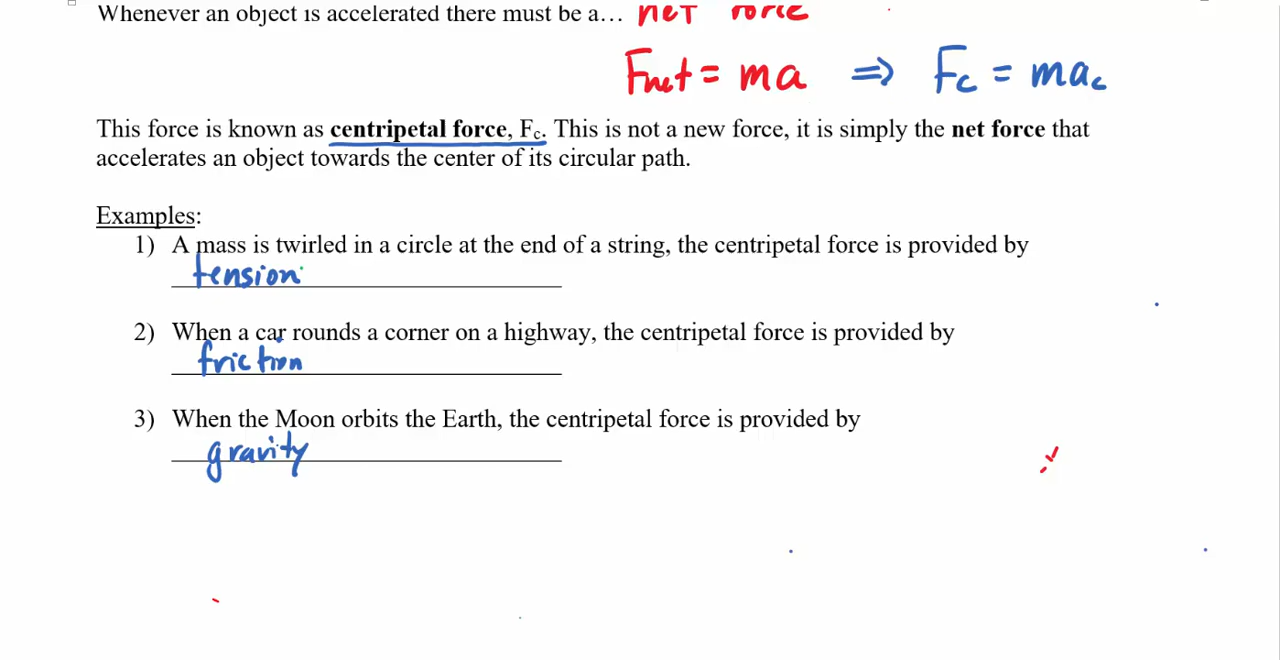 Whenever an object is accelerated there must be a… net force
Fnet = ma ⇒ Fc = mac
This force is known as centripetal force, Fc. This is not a new force, it is simply the net force that
accelerates an object towards the center of its circular path.
Examples:
1) A mass is twirled in a circle at the end of a string, the centripetal force is provided by
tension
2) When a car rounds a corner on a highway, the centripetal force is provided by
friction
3) When the Moon orbits the Earth, the centripetal force is provided by
gravity